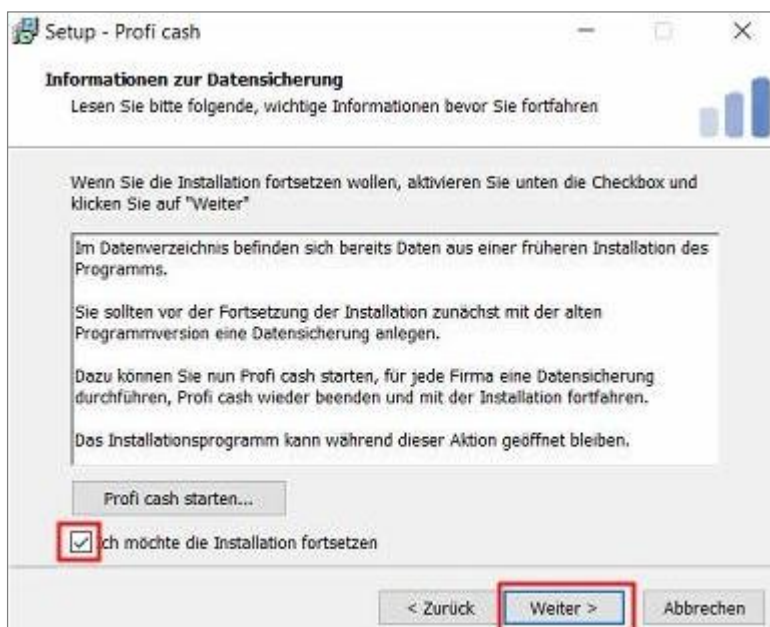 Setup - Profi cash
Informationen zur Datensicherung
Lesen Sie bitte folgende, wichtige Informationen bevor Sie fortfahren
Wenn Sie die Installation fortsetzen wollen, aktivieren Sie unten die Checkbox und
klicken Sie auf "Weiter"
Im Datenverzeichnis befinden sich bereits Daten aus einer früheren Installation des
Programms.
Sie sollten vor der Fortsetzung der Installation zunächst mit der alten
Programmversion eine Datensicherung anlegen.
Dazu können Sie nun Profi cash starten, für jede Firma eine Datensicherung
durchführen, Profi cash wieder beenden und mit der Installation fortfahren.
Das Installationsprogramm kann während dieser Aktion geöffnet bleiben.
Profi cash starten...
Ich möchte die Installation fortsetzen
< Zurück Weiter > Abbrechen